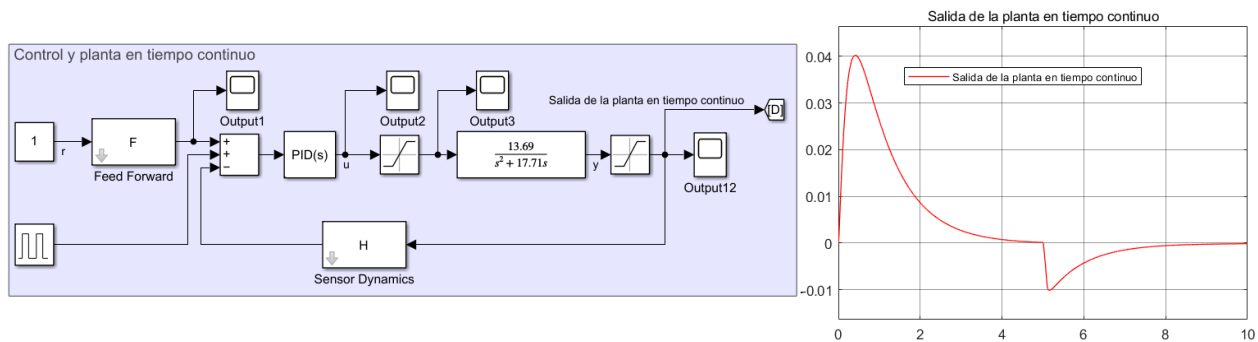 Control y planta en tiempo continuo
Output1
Output2
Output3
Salida de la planta en tiempo continuo
[D]
1
r
F
Feed Forward
+
+
−
PID(s)
u
13.69
s² + 17.71s
y
Output12
H
Sensor Dynamics
Salida de la planta en tiempo continuo
Salida de la planta en tiempo continuo
0.04
0.03
0.02
0.01
0
-0.01
0
2
4
6
8
10